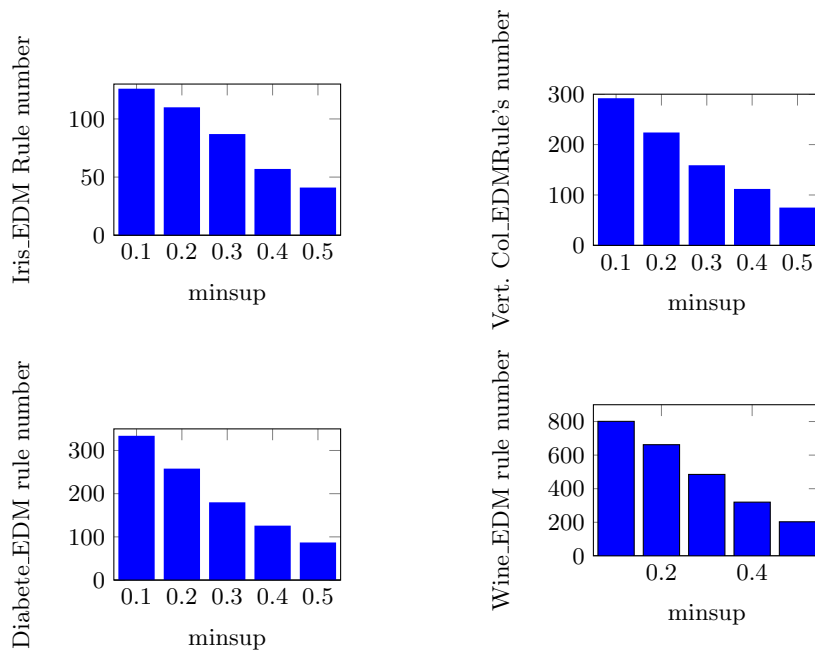 Iris_EDM Rule number
100
50
0
0.1 0.2 0.3 0.4 0.5
minsup
Vert. Col_EDMRule's number
300
200
100
0
0.1 0.2 0.3 0.4 0.5
minsup
Diabete_EDM rule number
300
200
100
0
0.1 0.2 0.3 0.4 0.5
minsup
Wine_EDM rule number
800
600
400
200
0
0.2 0.4
minsup